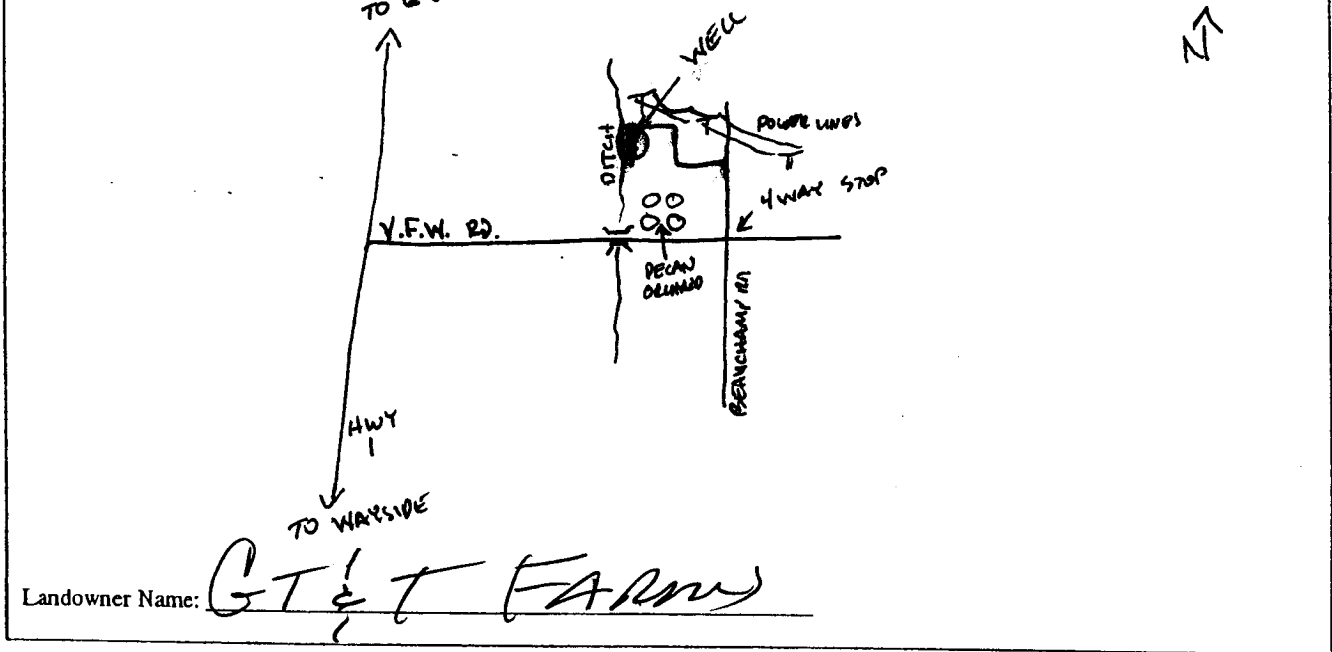 TO
WELL
N
POWER LINES
DITCH
4 WAY STOP
V.F.W. RD.
PECAN
BEAUCHAMP RD
HWY
1
TO WAYSIDE
Landowner Name: GT & T FARMS